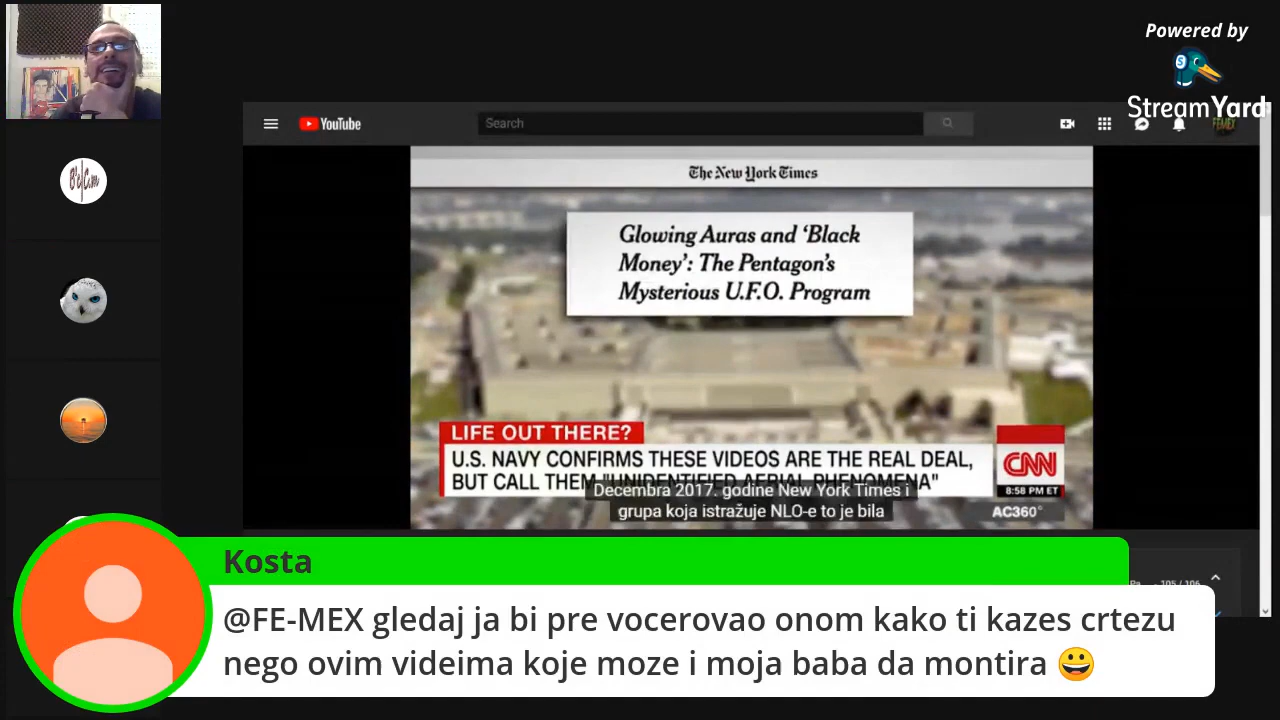 Powered by
StreamYard
YouTube
Search
FEMEX
The New York Times
Glowing Auras and ‘Black
Money’: The Pentagon’s
Mysterious U.F.O. Program
LIFE OUT THERE?
U.S. NAVY CONFIRMS THESE VIDEOS ARE THE REAL DEAL,
BUT CALL THEM "UNIDENTIFIED AERIAL PHENOMENA"
CNN
8:58 PM ET
AC360°
Decembra 2017. godine New York Times i
grupa koja istražuje NLO-e to je bila
105 / 106
Kosta
@FE-MEX gledaj ja bi pre vocerovao onom kako ti kazes crtezu
nego ovim videima koje moze i moja baba da montira 😀